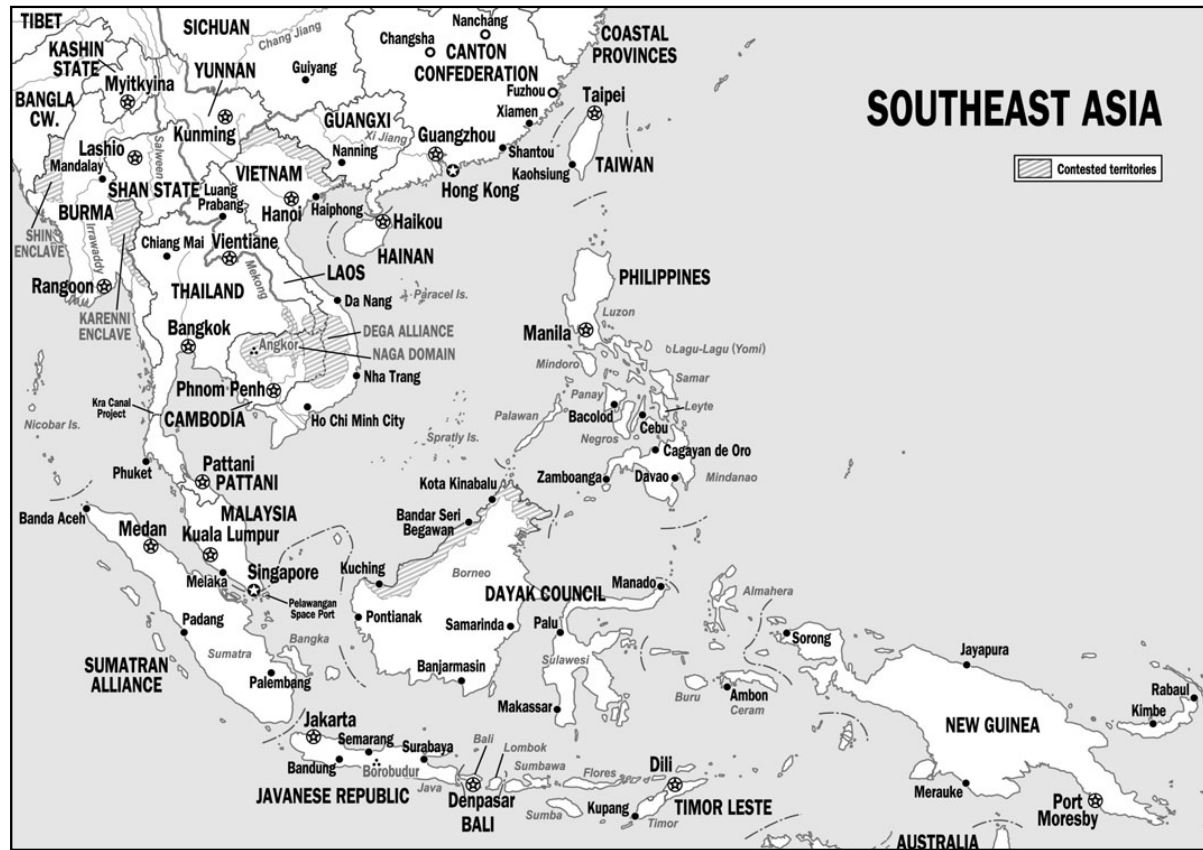 TIBET
SICHUAN
Chang Jiang
Nanchang
Changsha
COASTAL
PROVINCES
KASHIN
STATE
YUNNAN
Guiyang
CANTON
CONFEDERATION
Myitkyina
Fuzhou
BANGLA
CW.
Taipei
SOUTHEAST ASIA
Xiamen
Kunming
GUANGXI
Xi Jiang
Guangzhou
Lashio
Salween
Nanning
Shantou
TAIWAN
Contested territories
Mandalay
VIETNAM
Kaohsiung
Hong Kong
SHAN STATE
Luang
Prabang
BURMA
Hanoi
Haiphong
Haikou
SHIN
ENCLAVE
Irrawaddy
Chiang Mai
Vientiane
HAINAN
Mekong
LAOS
PHILIPPINES
Rangoon
THAILAND
Da Nang
Paracel Is.
Luzon
KARENNI
ENCLAVE
Bangkok
DEGA ALLIANCE
Manila
Angkor
NAGA DOMAIN
Lagu-Lagu (Yomi)
Mindoro
Nha Trang
Samar
Phnom Penh
Panay
Kra Canal
Project
Leyte
CAMBODIA
Ho Chi Minh City
Palawan
Bacolod
Cebu
Nicobar Is.
Spratly Is.
Negros
Cagayan de Oro
Phuket
Pattani
PATTANI
Zamboanga
Davao
Mindanao
Kota Kinabalu
Banda Aceh
MALAYSIA
Bandar Seri
Begawan
Medan
Kuala Lumpur
Melaka
Singapore
Kuching
Borneo
Manado
Almahera
Pelawangan
Space Port
DAYAK COUNCIL
Padang
Pontianak
Samarinda
Palu
Sorong
Bangka
Sumatra
Jayapura
SUMATRAN
ALLIANCE
Palembang
Banjarmasin
Sulawesi
Buru
Ambon
Ceram
Rabaul
Makassar
Kimbe
Jakarta
NEW GUINEA
Semarang
Surabaya
Bali
Lombok
Bandung
Borobudur
Sumbawa
Flores
Dili
Java
JAVANESE REPUBLIC
Denpasar
BALI
Sumba
Kupang
Timor
TIMOR LESTE
Merauke
Port
Moresby
AUSTRALIA